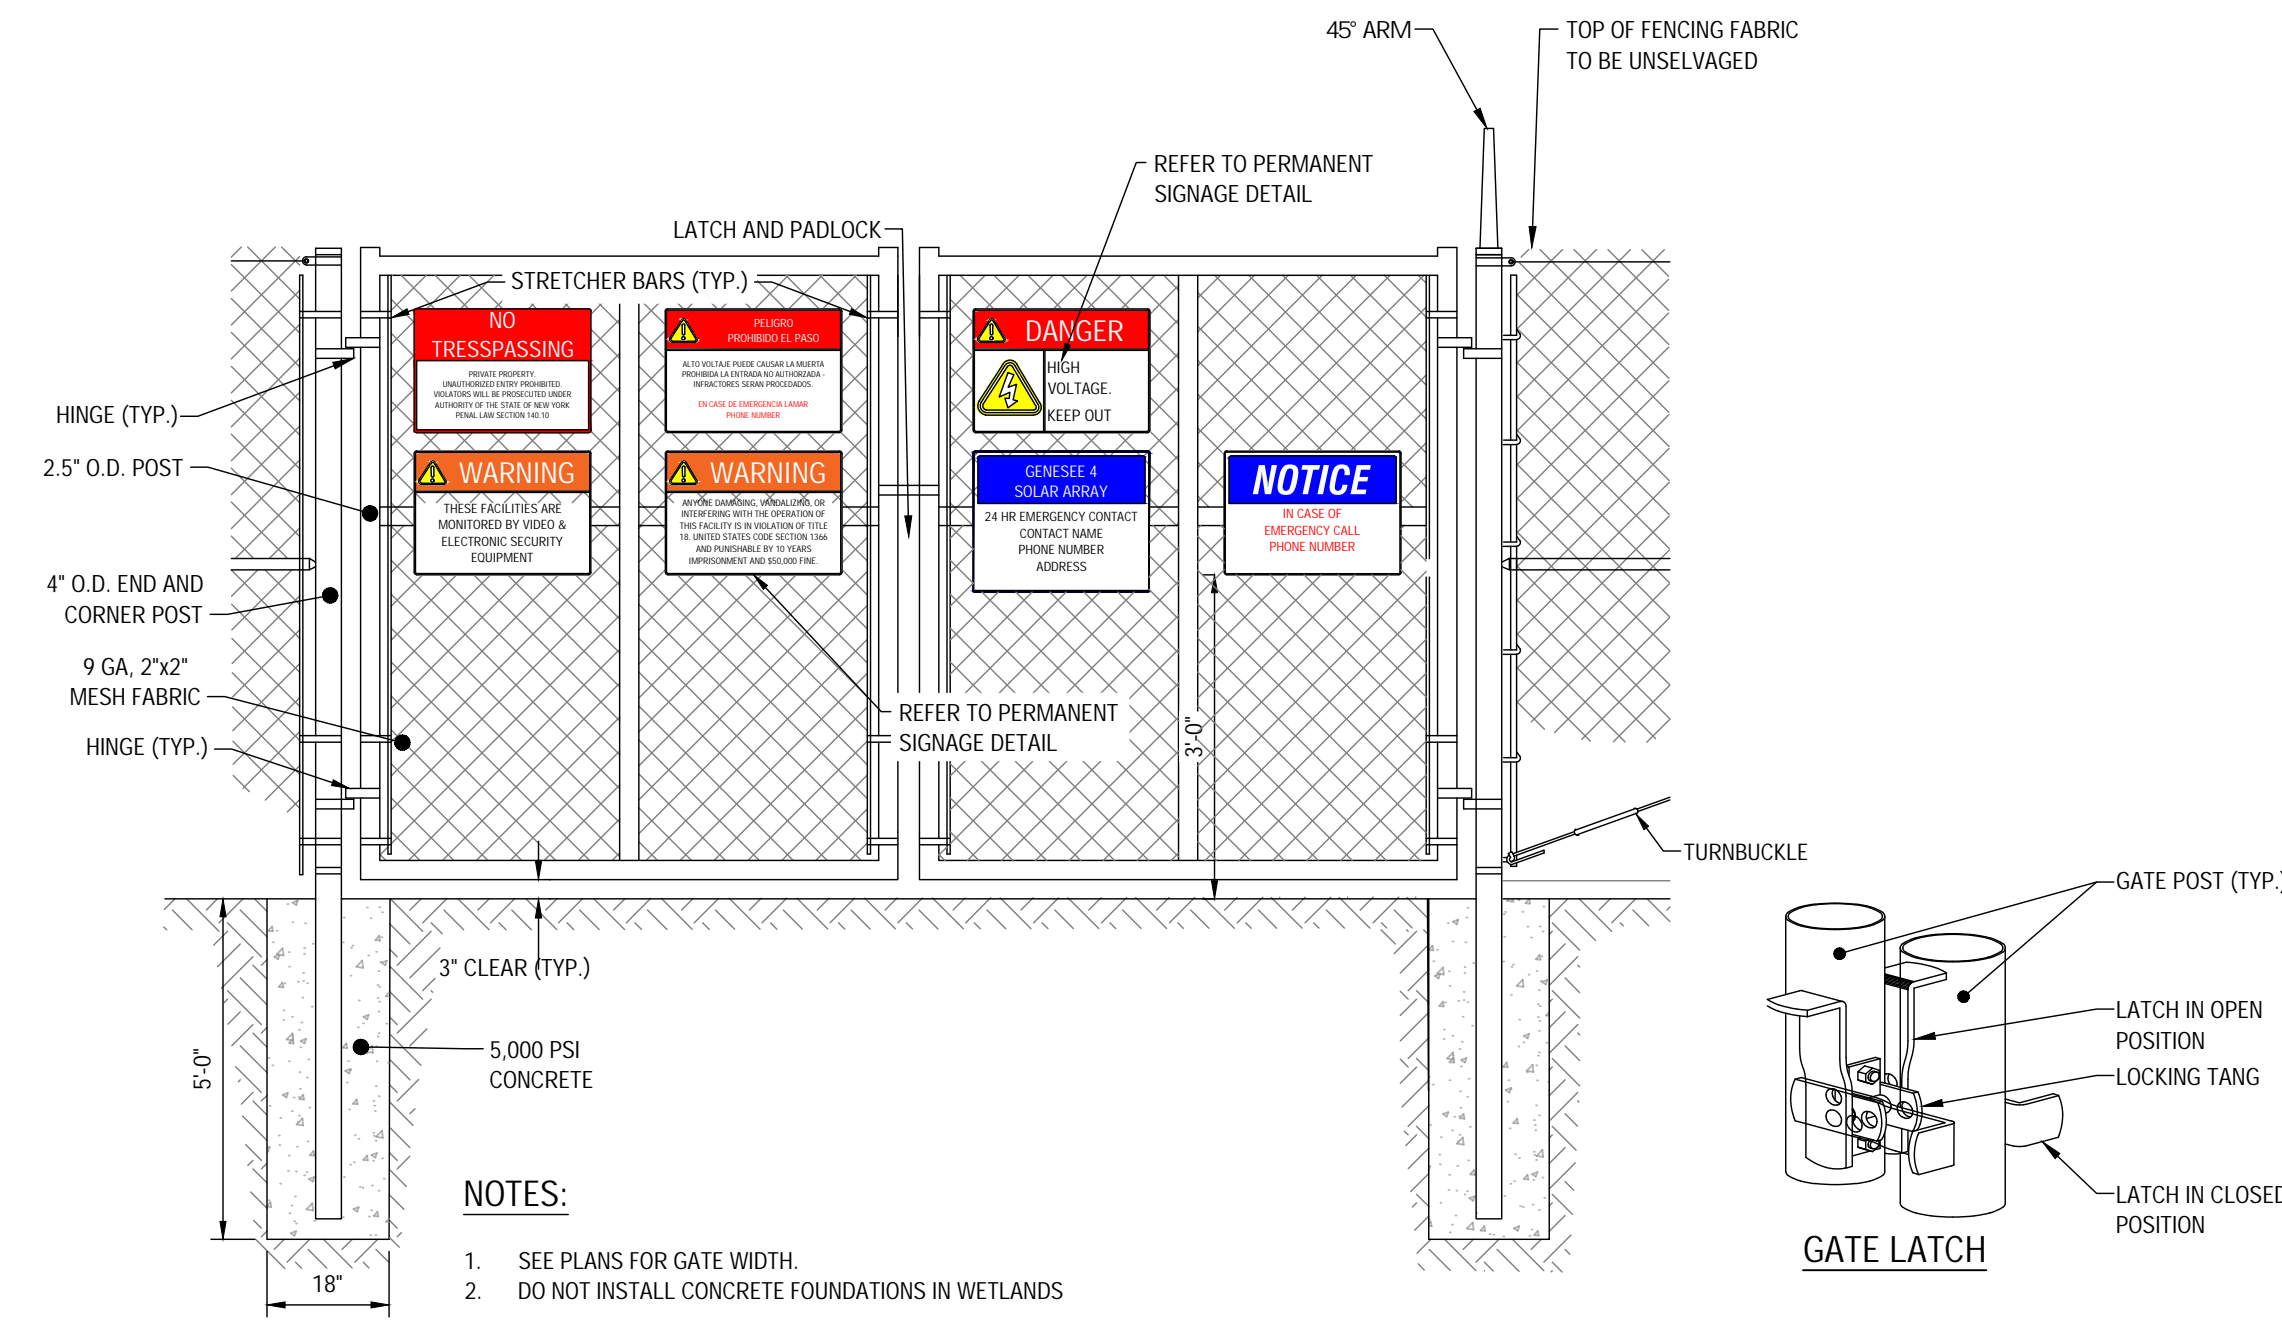 45° ARM
TOP OF FENCING FABRIC
TO BE UNSELVAGED
REFER TO PERMANENT
SIGNAGE DETAIL
LATCH AND PADLOCK
STRETCHER BARS (TYP.)
NO
TRESSPASSING
PRIVATE PROPERTY.
UNAUTHORIZED ENTRY PROHIBITED.
VIOLATORS WILL BE PROSECUTED UNDER
AUTHORITY OF THE STATE OF NEW YORK
PENAL LAW SECTION 140.10
PELIGRO
PROHIBIDO EL PASO
ALTO VOLTAJE PUEDE CAUSAR LA MUERTA
PROHIBIDA LA ENTRADA NO AUTHORZADA -
INFRACTORES SERAN PROCEDADOS.
EN CASE DE EMERGENCIA LAMAR
PHONE NUMBER
DANGER
HIGH
VOLTAGE.
KEEP OUT
HINGE (TYP.)
2.5" O.D. POST
WARNING
THESE FACILITIES ARE
MONITORED BY VIDEO &
ELECTRONIC SECURITY
EQUIPMENT
WARNING
ANYONE DAMAGING, VANDALIZING, OR
INTERFERING WITH THE OPERATION OF
THIS FACILITY IS IN VIOLATION OF TITLE
18. UNITED STATES CODE SECTION 1366
AND PUNISHABLE BY 10 YEARS
IMPRISONMENT AND $50,000 FINE.
GENESEE 4
SOLAR ARRAY
24 HR EMERGENCY CONTACT
CONTACT NAME
PHONE NUMBER
ADDRESS
NOTICE
IN CASE OF
EMERGENCY CALL
PHONE NUMBER
4" O.D. END AND
CORNER POST
9 GA, 2"x2"
MESH FABRIC
HINGE (TYP.)
REFER TO PERMANENT
SIGNAGE DETAIL
3'-0"
TURNBUCKLE
3" CLEAR (TYP.)
5'-0"
5,000 PSI
CONCRETE
18"
GATE POST (TYP.)
LATCH IN OPEN
POSITION
LOCKING TANG
LATCH IN CLOSED
POSITION
GATE LATCH
NOTES:
1. SEE PLANS FOR GATE WIDTH.
2. DO NOT INSTALL CONCRETE FOUNDATIONS IN WETLANDS